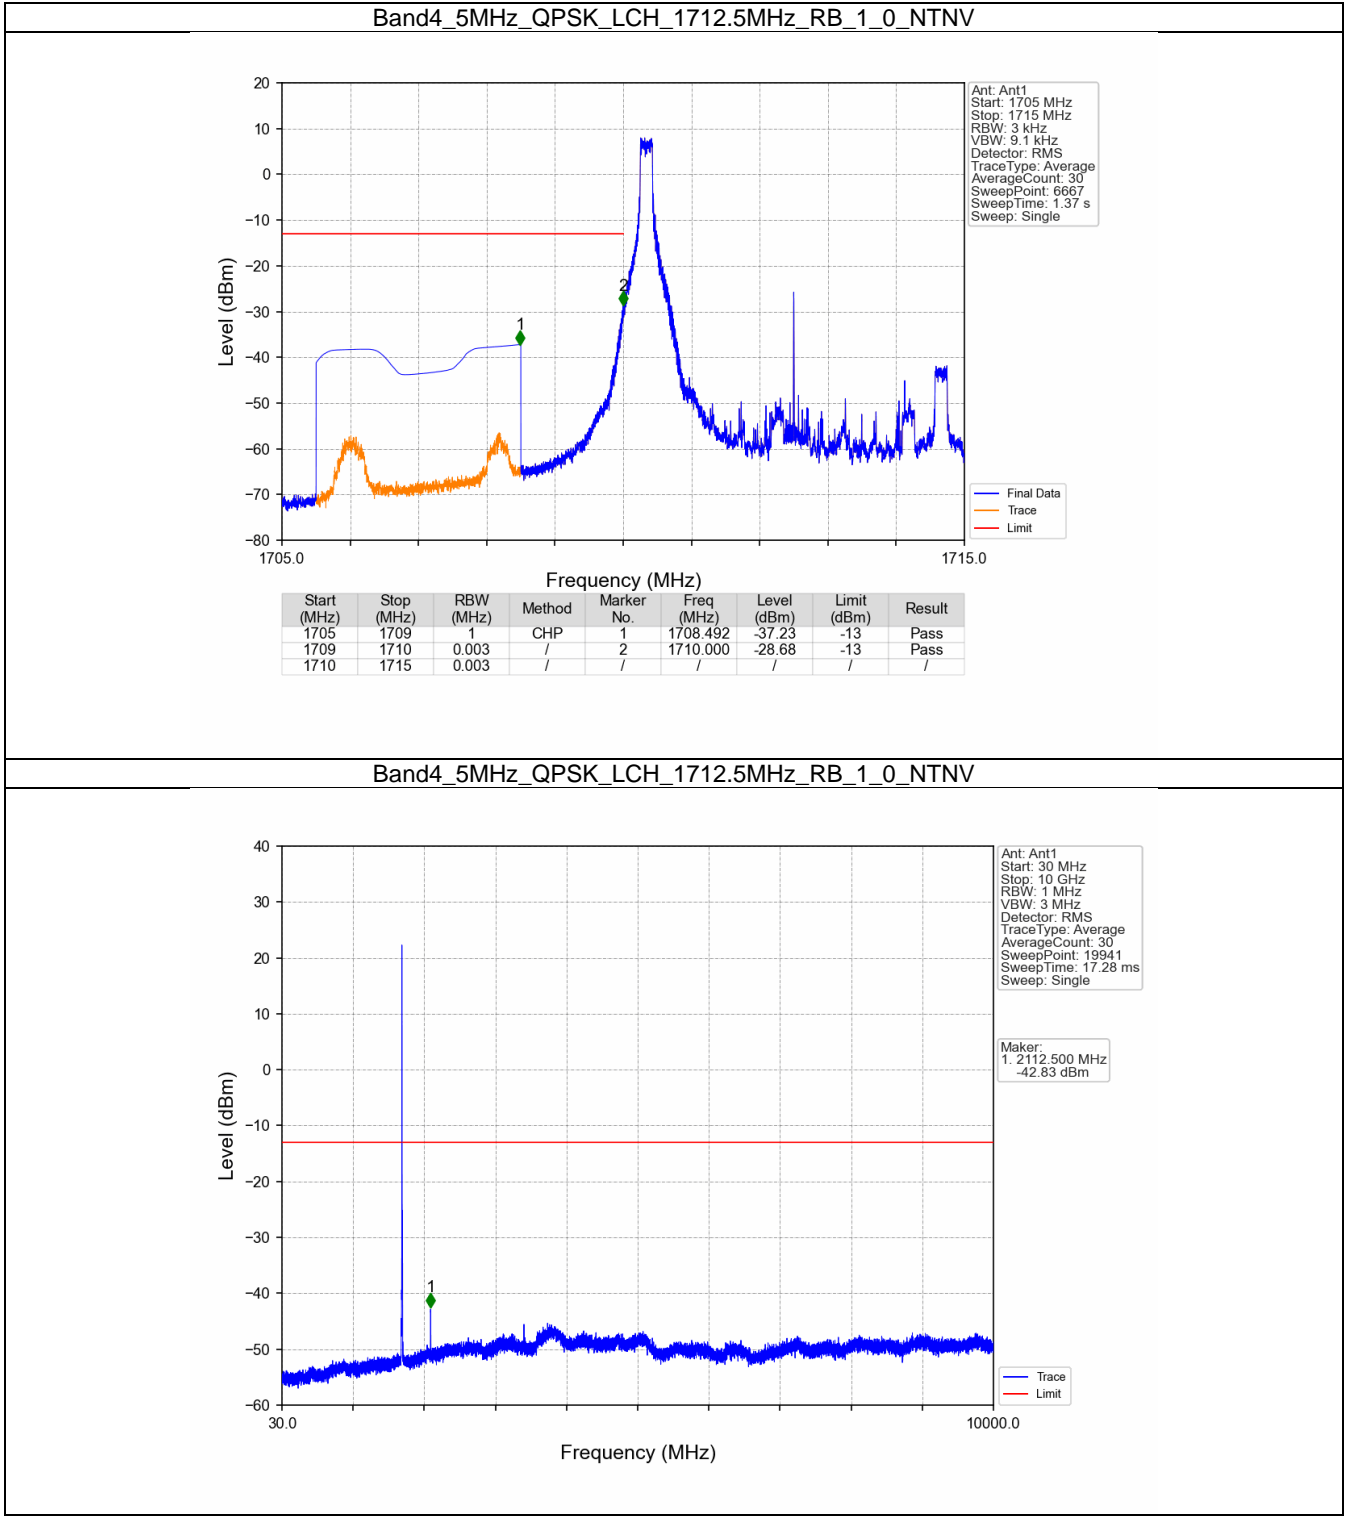 Band4_5MHz_QPSK_LCH_1712.5MHz_RB_1_0_NTNV
20
10
0
−10
−20
−30
−40
−50
−60
−70
−80
Level (dBm)
1
2
1705.0
1715.0
Frequency (MHz)
Ant: Ant1
Start: 1705 MHz
Stop: 1715 MHz
RBW: 3 kHz
VBW: 9.1 kHz
Detector: RMS
TraceType: Average
AverageCount: 30
SweepPoint: 6667
SweepTime: 1.37 s
Sweep: Single
Final Data
Trace
Limit
Start (MHz) Stop (MHz) RBW (MHz) Method Marker No. Freq (MHz) Level (dBm) Limit (dBm) Result
1705 1709 1 CHP 1 1708.492 -37.23 -13 Pass
1709 1710 0.003 / 2 1710.000 -28.68 -13 Pass
1710 1715 0.003 / / / / / /
Band4_5MHz_QPSK_LCH_1712.5MHz_RB_1_0_NTNV
40
30
20
10
0
−10
−20
−30
−40
−50
−60
Level (dBm)
1
30.0
10000.0
Frequency (MHz)
Ant: Ant1
Start: 30 MHz
Stop: 10 GHz
RBW: 1 MHz
VBW: 3 MHz
Detector: RMS
TraceType: Average
AverageCount: 30
SweepPoint: 19941
SweepTime: 17.28 ms
Sweep: Single
Maker:
1. 2112.500 MHz
-42.83 dBm
Trace
Limit